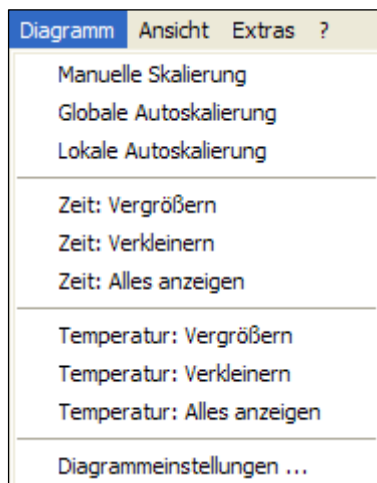 Diagramm Ansicht Extras ?
Manuelle Skalierung
Globale Autoskalierung
Lokale Autoskalierung
Zeit: Vergrößern
Zeit: Verkleinern
Zeit: Alles anzeigen
Temperatur: Vergrößern
Temperatur: Verkleinern
Temperatur: Alles anzeigen
Diagrammeinstellungen ...